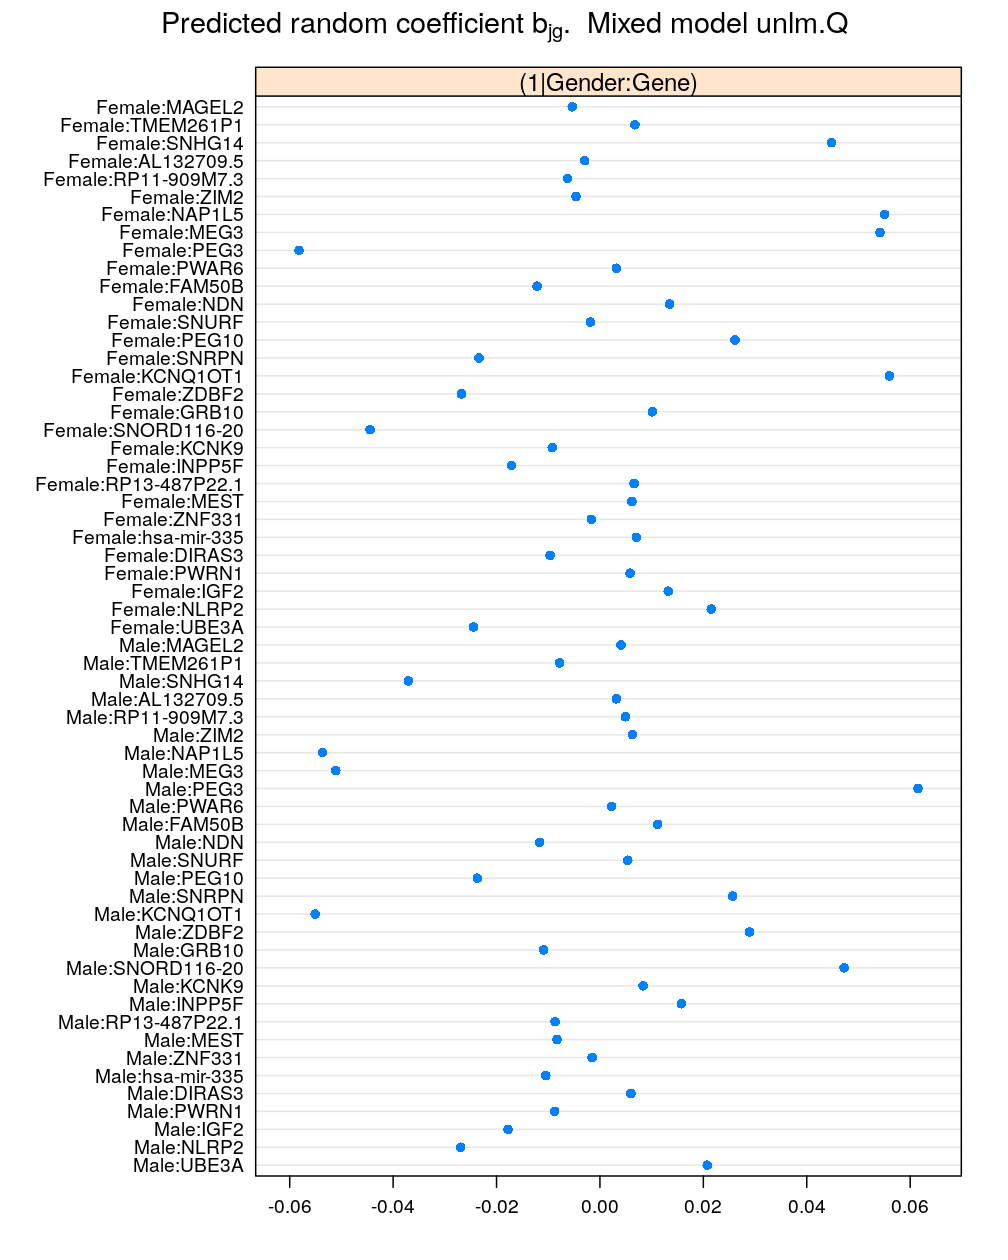 Predicted random coefficient bjg.  Mixed model unlm.Q
(1|Gender:Gene)
Female:MAGEL2
Female:TMEM261P1
Female:SNHG14
Female:AL132709.5
Female:RP11-909M7.3
Female:ZIM2
Female:NAP1L5
Female:MEG3
Female:PEG3
Female:PWAR6
Female:FAM50B
Female:NDN
Female:SNURF
Female:PEG10
Female:SNRPN
Female:KCNQ1OT1
Female:ZDBF2
Female:GRB10
Female:SNORD116-20
Female:KCNK9
Female:INPP5F
Female:RP13-487P22.1
Female:MEST
Female:ZNF331
Female:hsa-mir-335
Female:DIRAS3
Female:PWRN1
Female:IGF2
Female:NLRP2
Female:UBE3A
Male:MAGEL2
Male:TMEM261P1
Male:SNHG14
Male:AL132709.5
Male:RP11-909M7.3
Male:ZIM2
Male:NAP1L5
Male:MEG3
Male:PEG3
Male:PWAR6
Male:FAM50B
Male:NDN
Male:SNURF
Male:PEG10
Male:SNRPN
Male:KCNQ1OT1
Male:ZDBF2
Male:GRB10
Male:SNORD116-20
Male:KCNK9
Male:INPP5F
Male:RP13-487P22.1
Male:MEST
Male:ZNF331
Male:hsa-mir-335
Male:DIRAS3
Male:PWRN1
Male:IGF2
Male:NLRP2
Male:UBE3A
-0.06 -0.04 -0.02 0.00 0.02 0.04 0.06